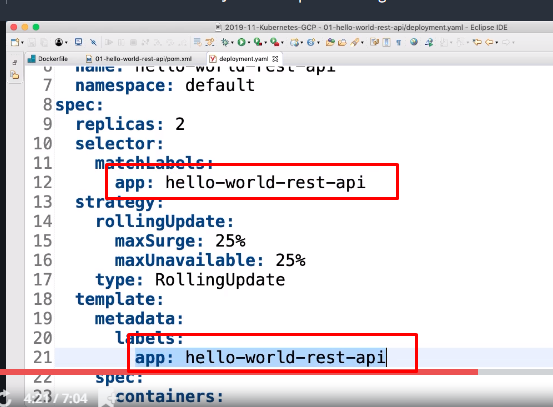 2019-11-Kubernetes-GCP - 01-hello-world-rest-api/deployment.yaml - Eclipse IDE
Dockerfile 01-hello-world-rest-api/pom.xml deployment.yaml
6 name: hello-world-rest-api
7 namespace: default
8 spec:
9 replicas: 2
10 selector:
11 matchLabels:
12 app: hello-world-rest-api
13 strategy:
14 rollingUpdate:
15 maxSurge: 25%
16 maxUnavailable: 25%
17 type: RollingUpdate
18 template:
19 metadata:
20 labels:
21 app: hello-world-rest-api
22 spec:
23 containers:
4:21 / 7:04